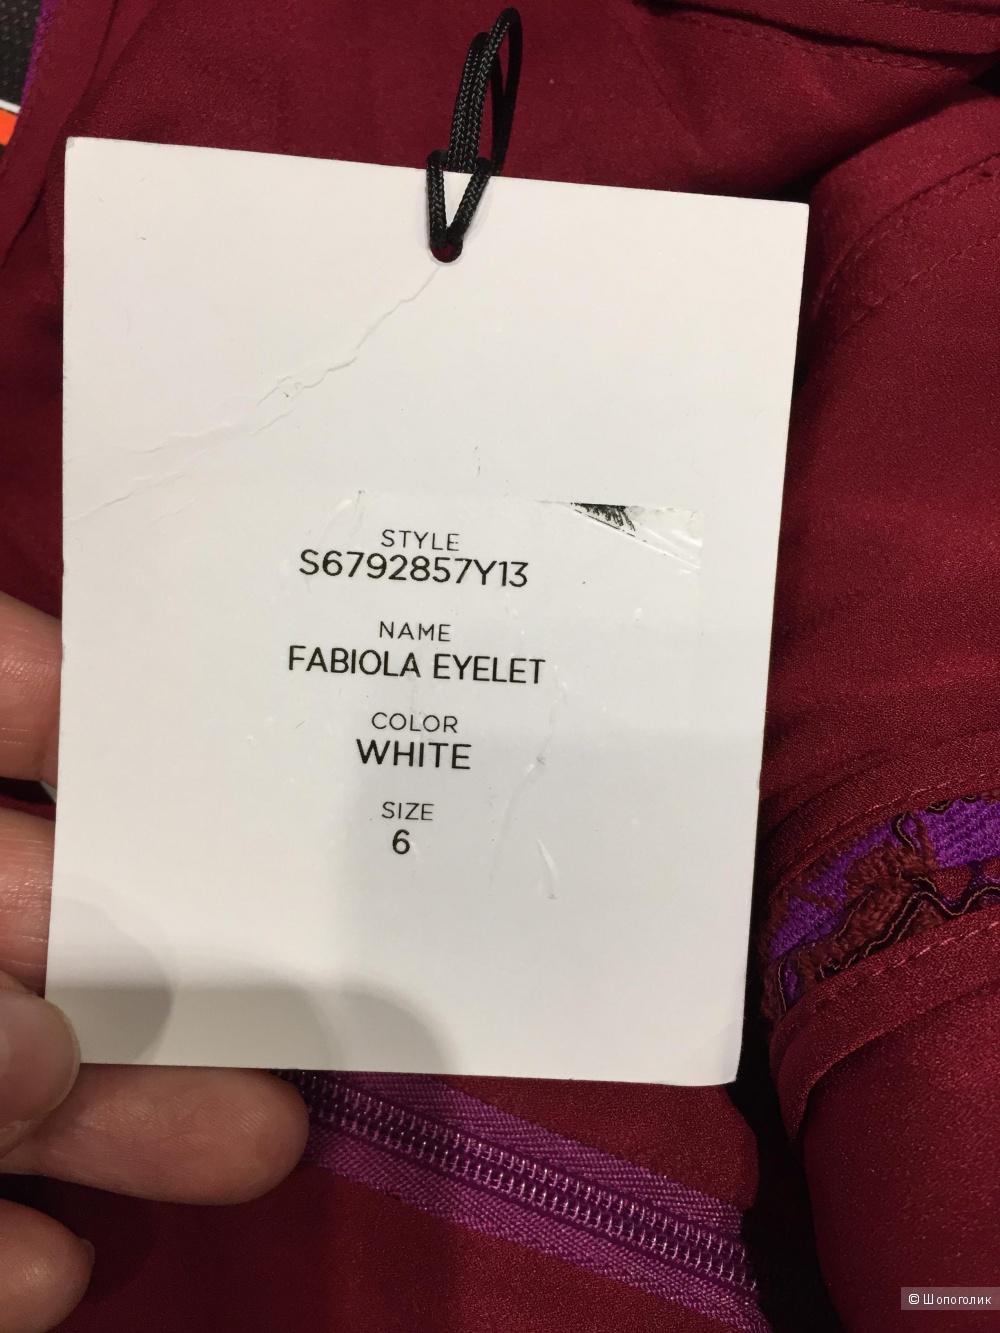 STYLE
S6792857Y13
NAME
FABIOLA EYELET
COLOR
WHITE
SIZE
6
© Шопоголик